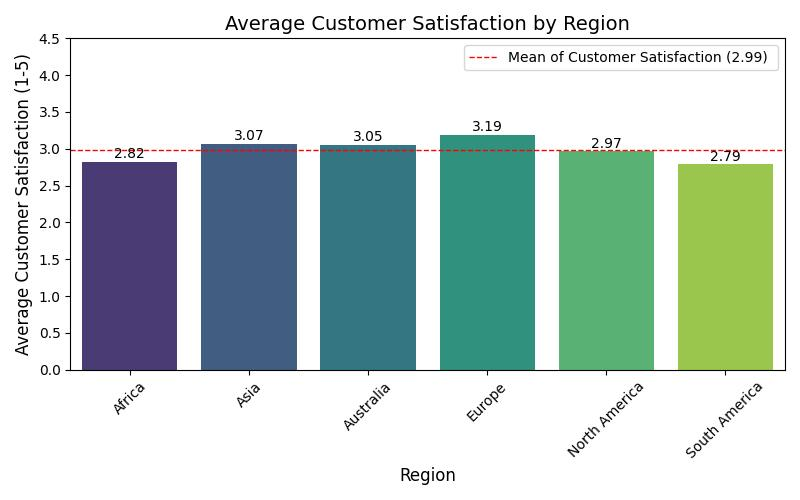 Average Customer Satisfaction by Region
Average Customer Satisfaction (1-5)
4.5
4.0
3.5
3.0
2.5
2.0
1.5
1.0
0.5
0.0
Mean of Customer Satisfaction (2.99)
2.82
3.07
3.05
3.19
2.97
2.79
Africa
Asia
Australia
Europe
North America
South America
Region